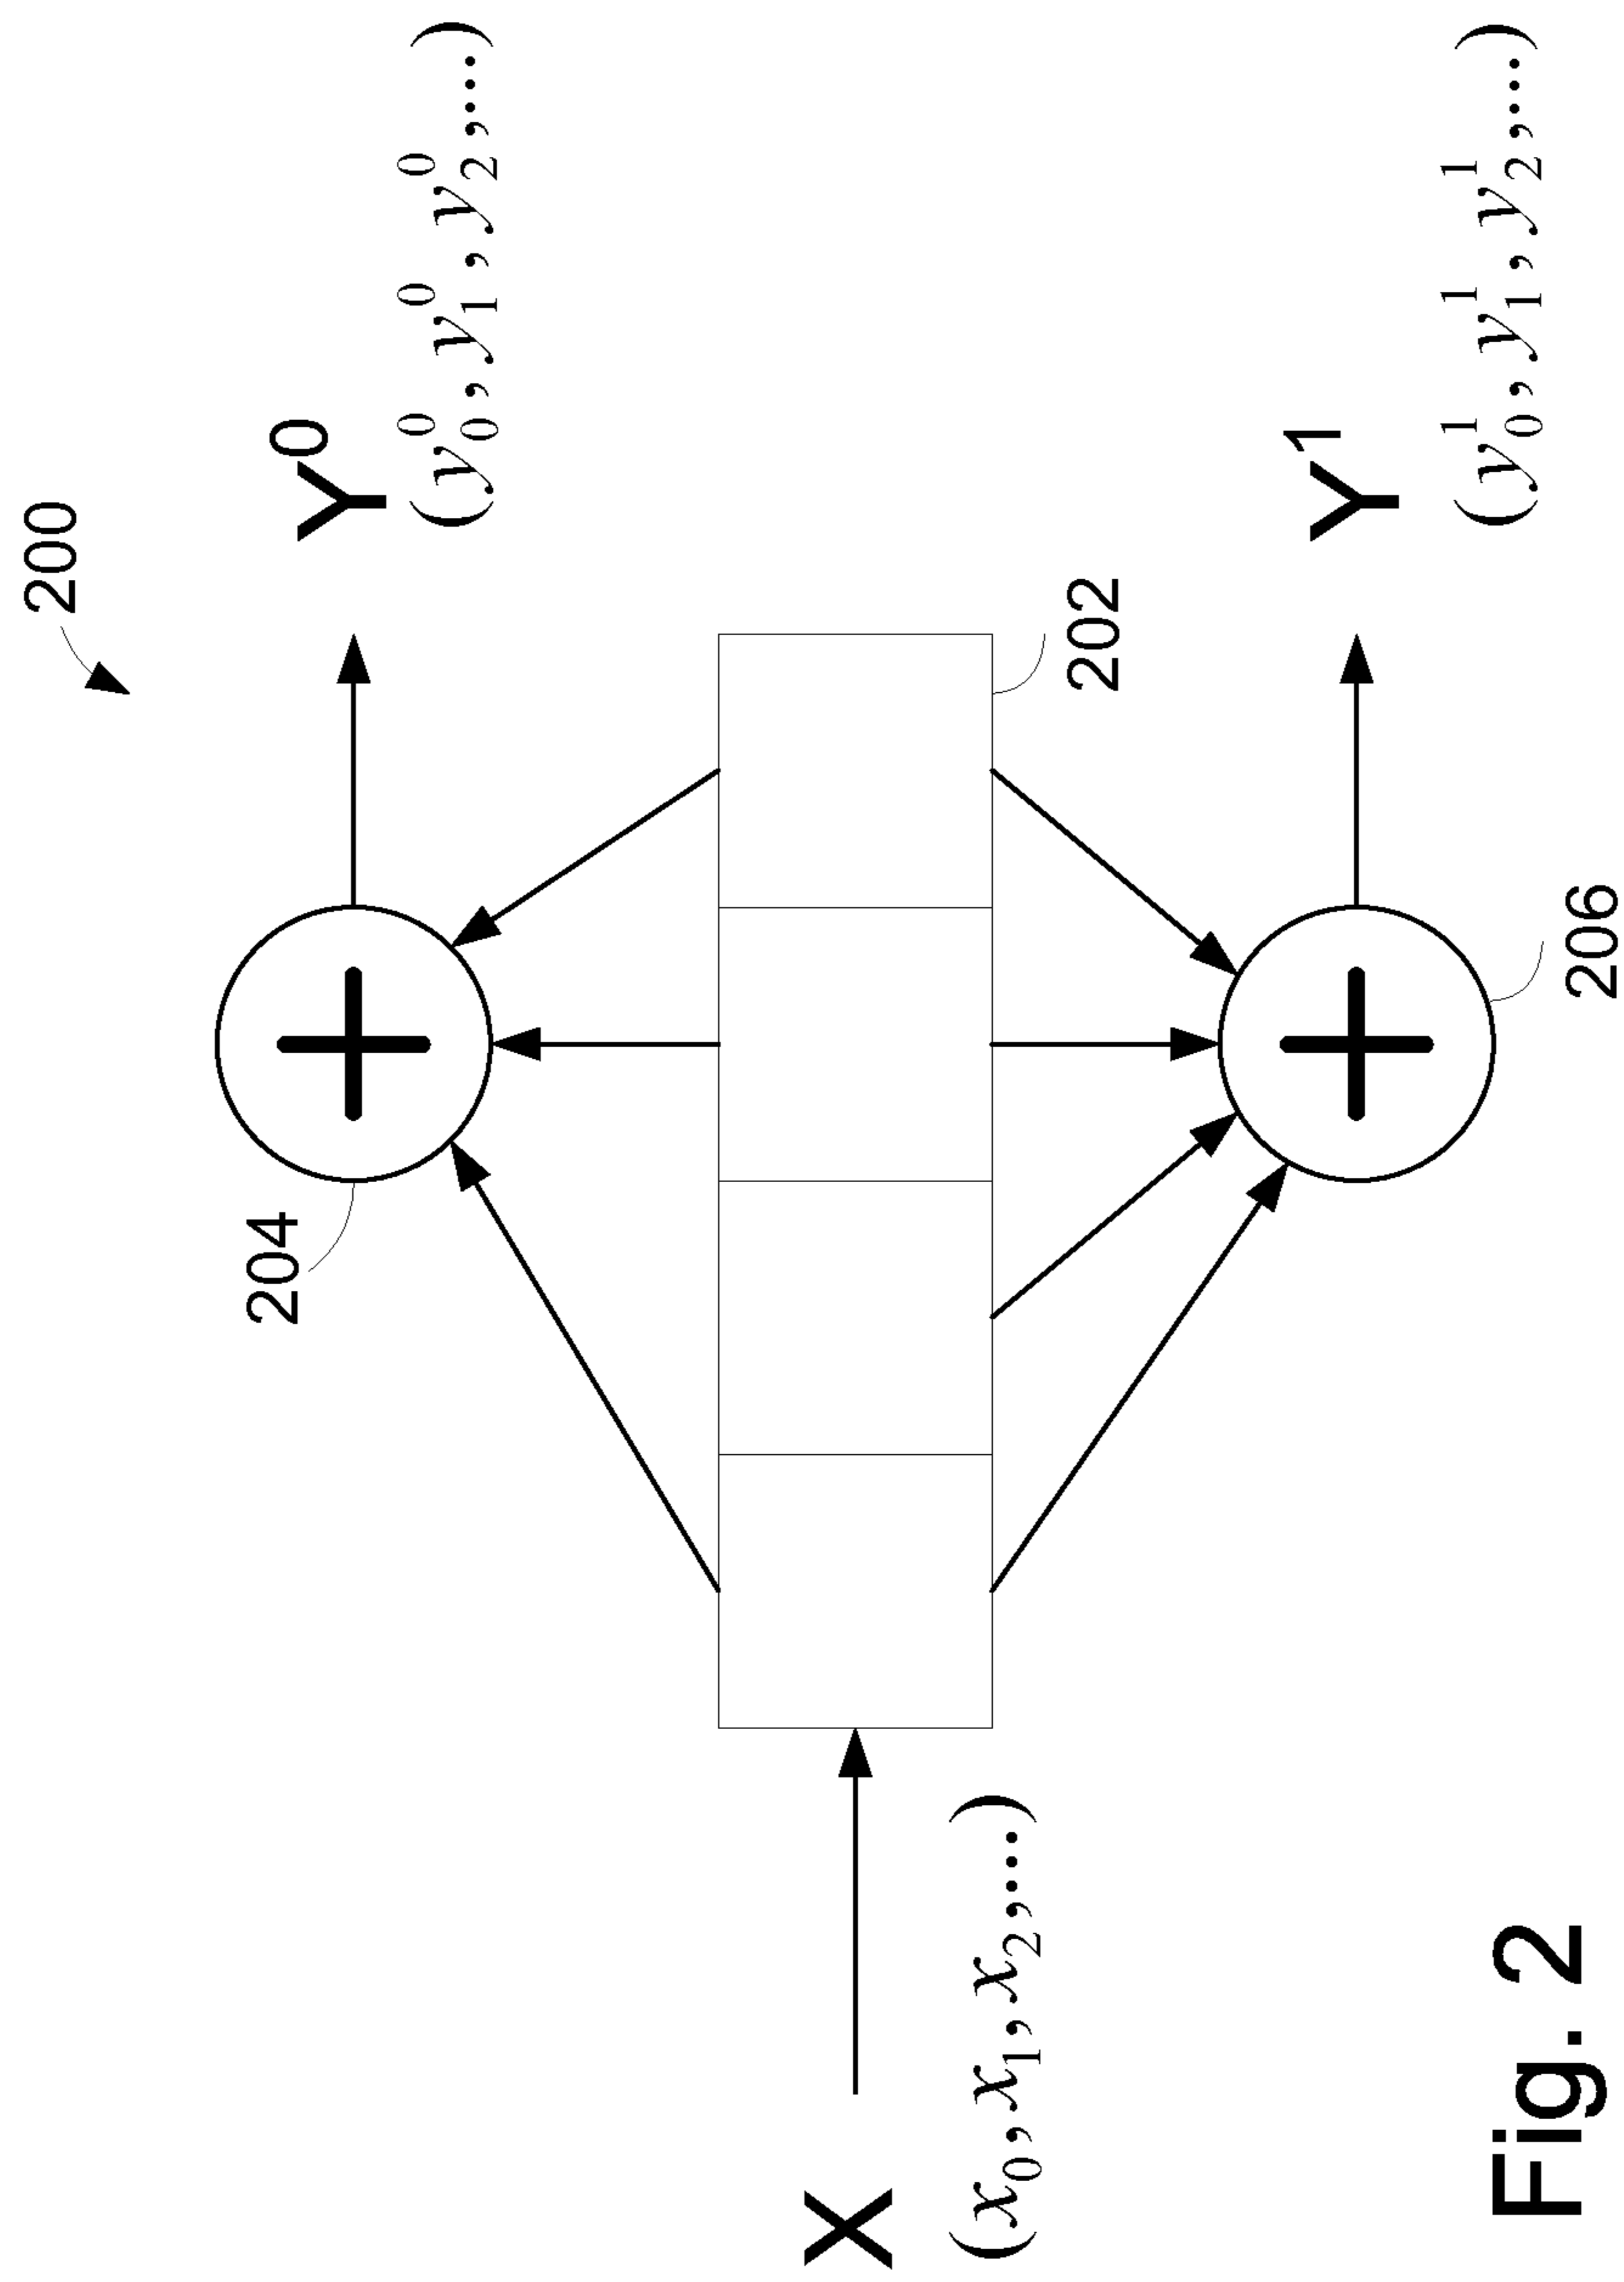 200
Y⁰
(y₀⁰, y₁⁰, y₂⁰,...)
204
X
(x₀, x₁, x₂,...)
202
Y¹
(y₀¹, y₁¹, y₂¹,...)
206
Fig. 2